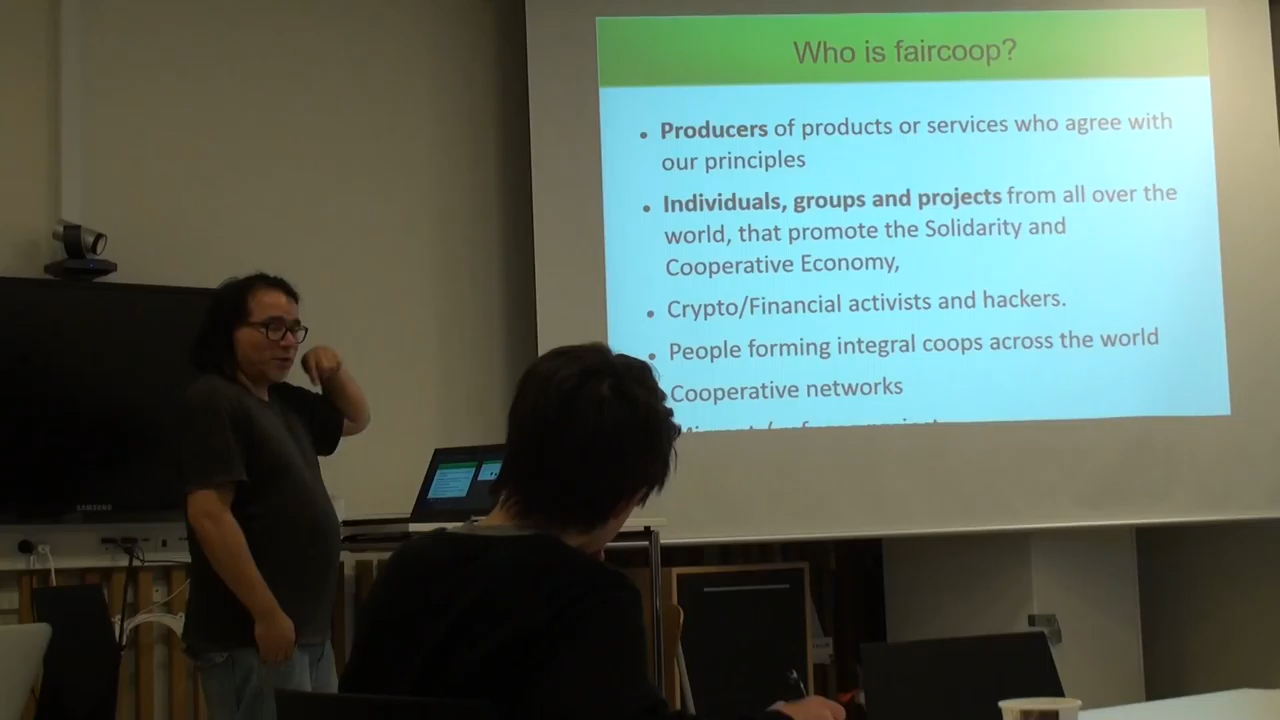 Who is faircoop?
• Producers of products or services who agree with
our principles
• Individuals, groups and projects from all over the
world, that promote the Solidarity and
Cooperative Economy,
• Crypto/Financial activists and hackers.
• People forming integral coops across the world
Cooperative networks
SAMSUNG